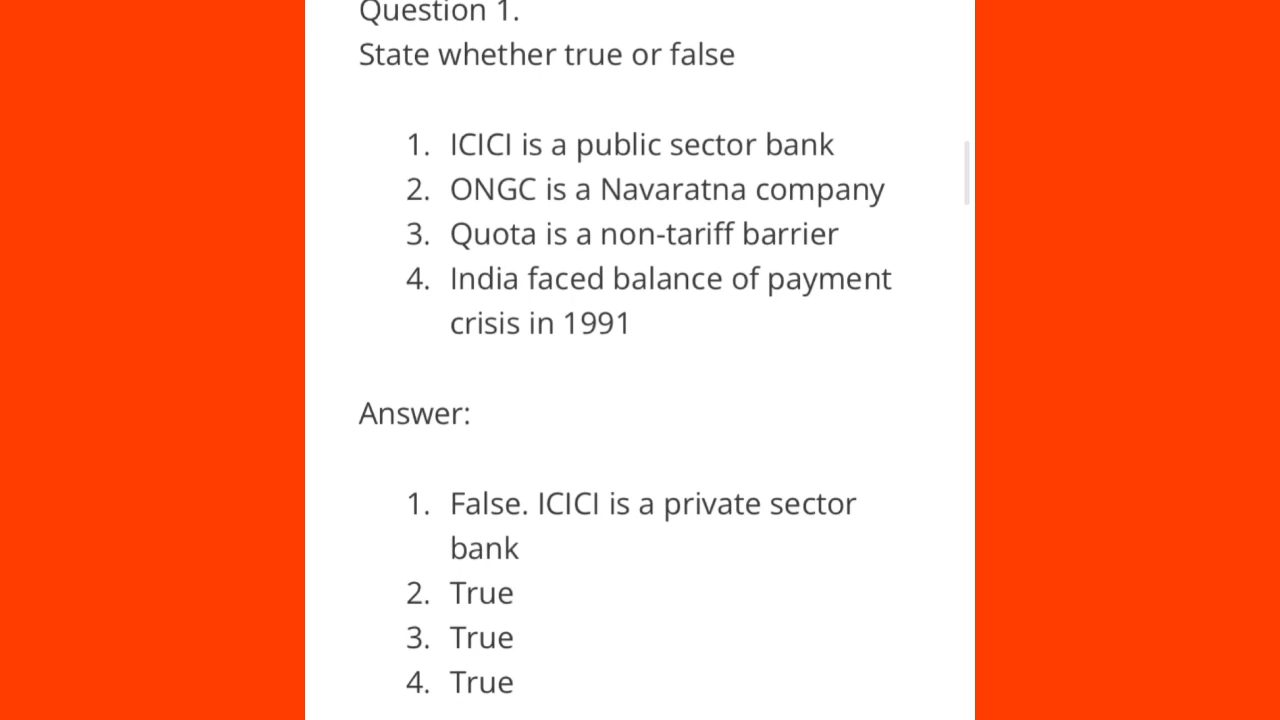 Question 1.
State whether true or false
1. ICICI is a public sector bank
2. ONGC is a Navaratna company
3. Quota is a non-tariff barrier
4. India faced balance of payment
crisis in 1991
Answer:
1. False. ICICI is a private sector
bank
2. True
3. True
4. True